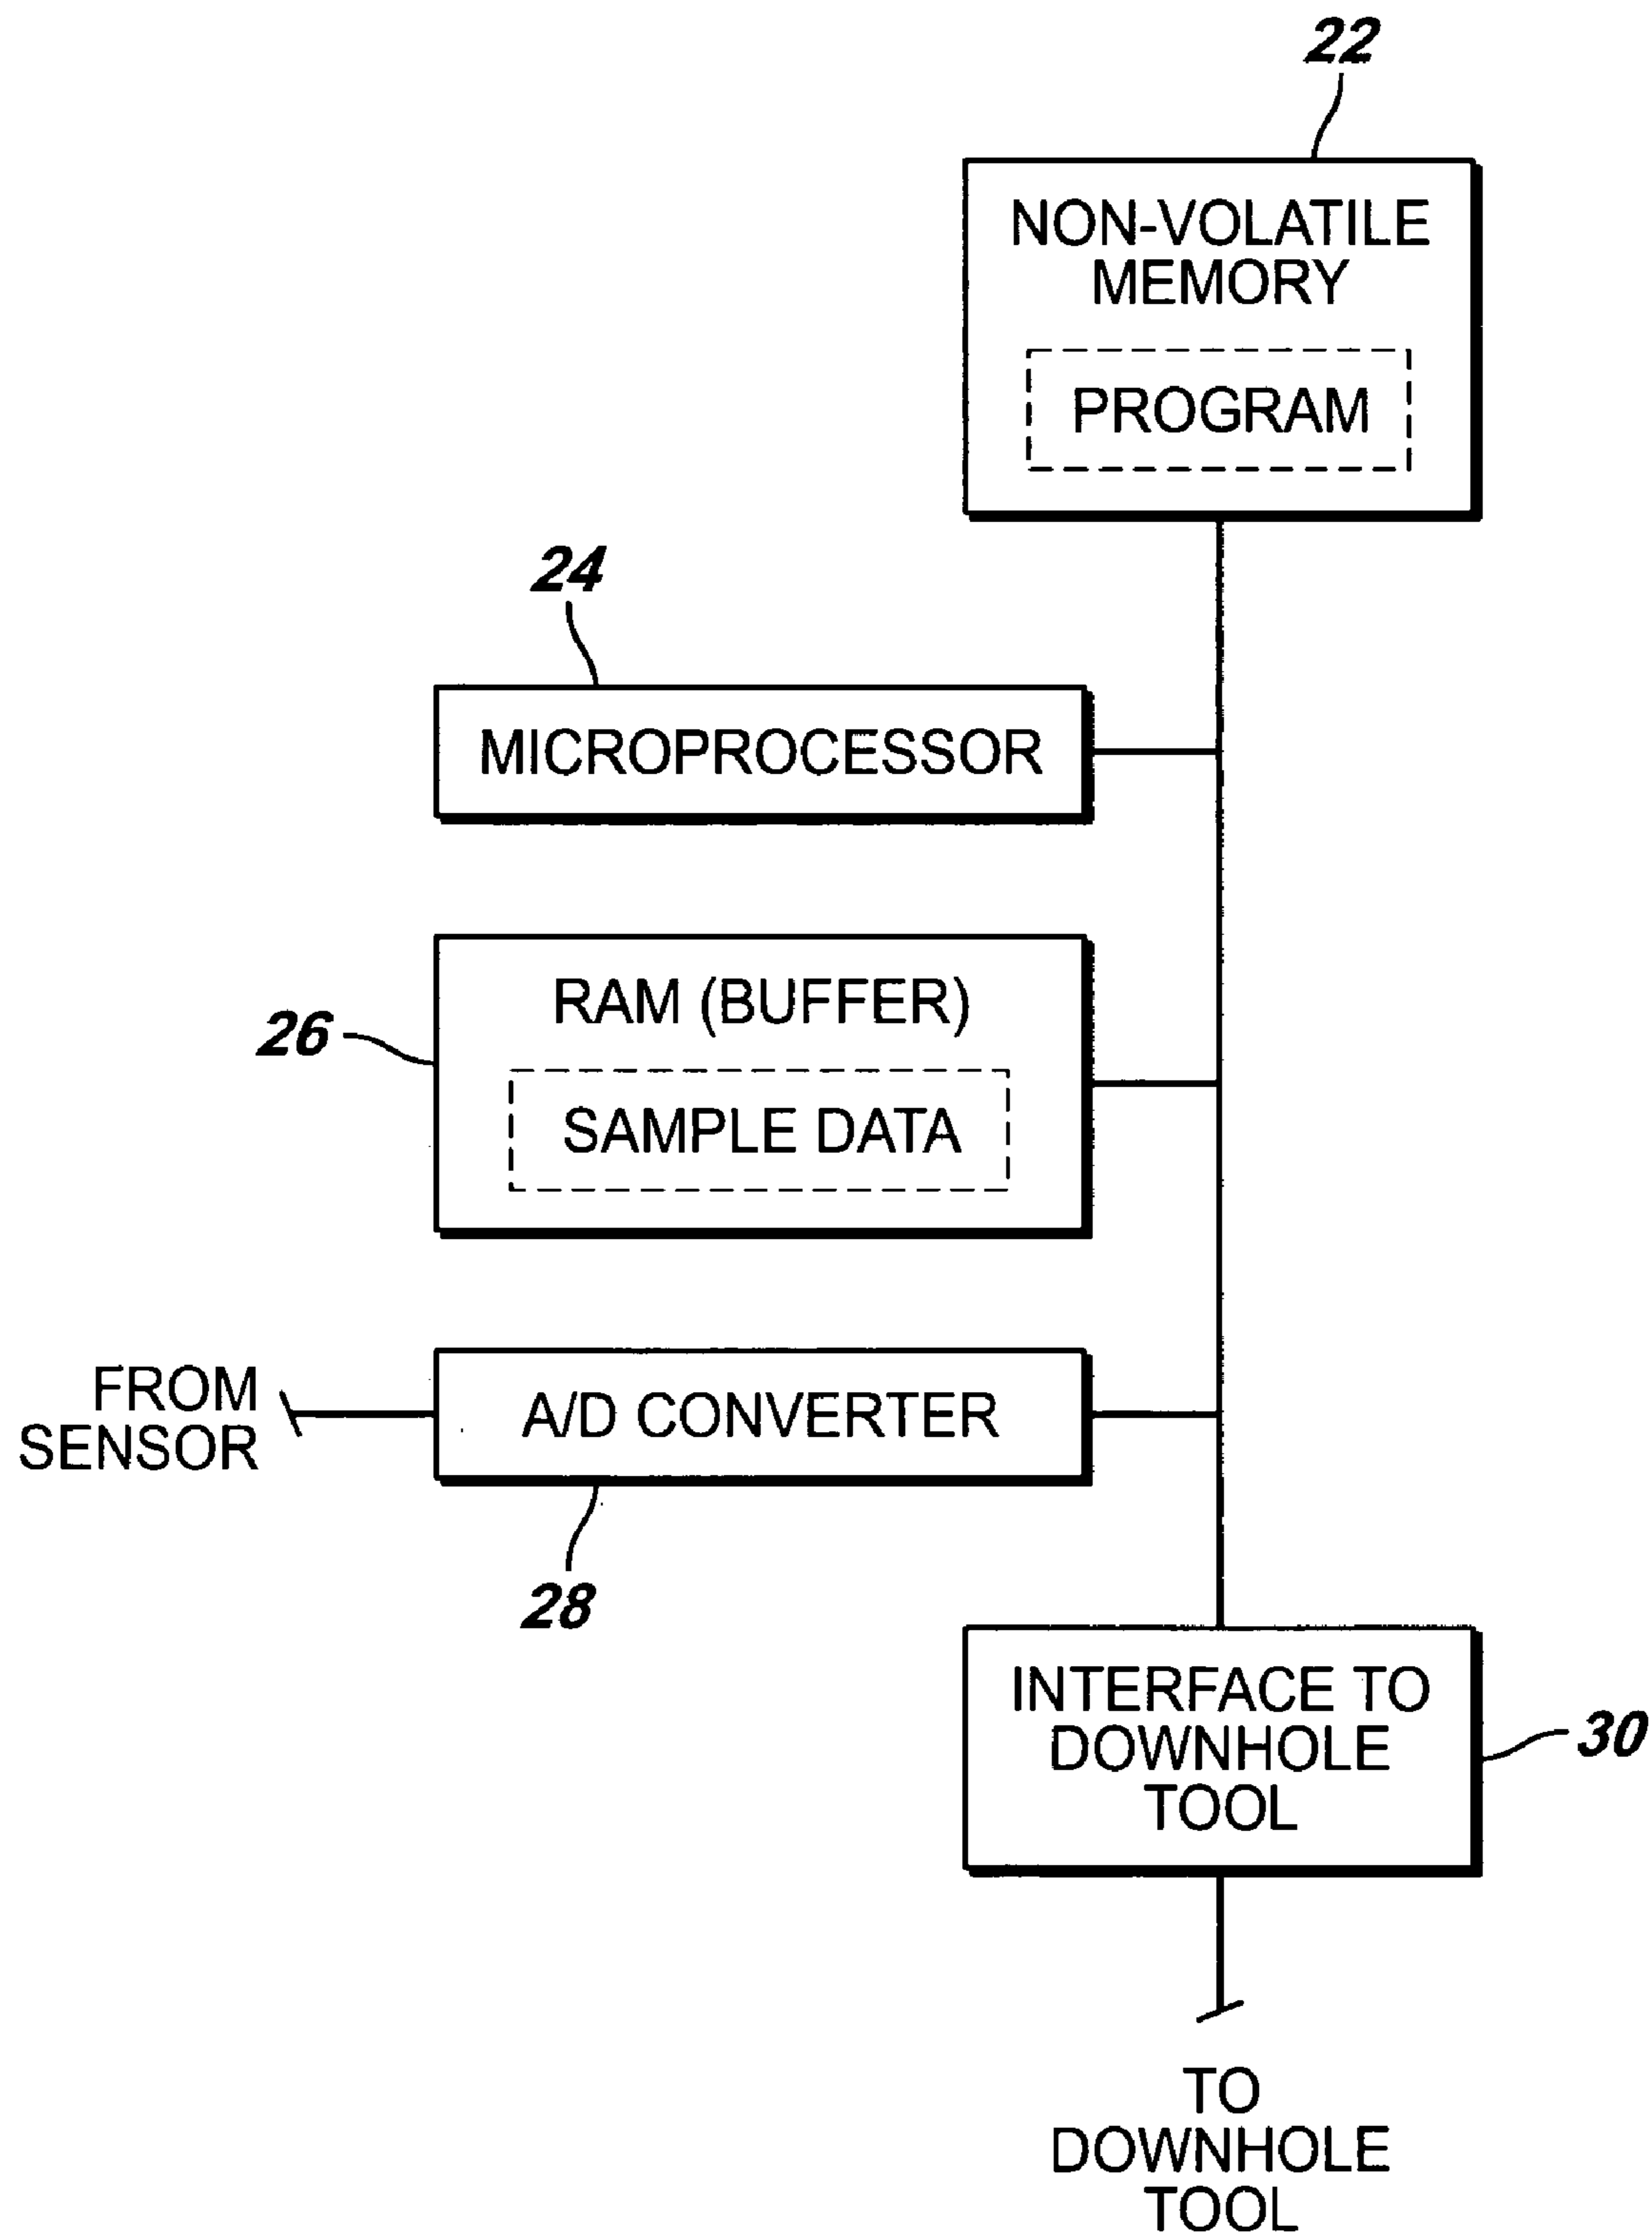 22
NON-VOLATILE
MEMORY
PROGRAM
24
MICROPROCESSOR
RAM (BUFFER)
26
SAMPLE DATA
FROM
SENSOR
A/D CONVERTER
28
INTERFACE TO
DOWNHOLE
TOOL
30
TO
DOWNHOLE
TOOL